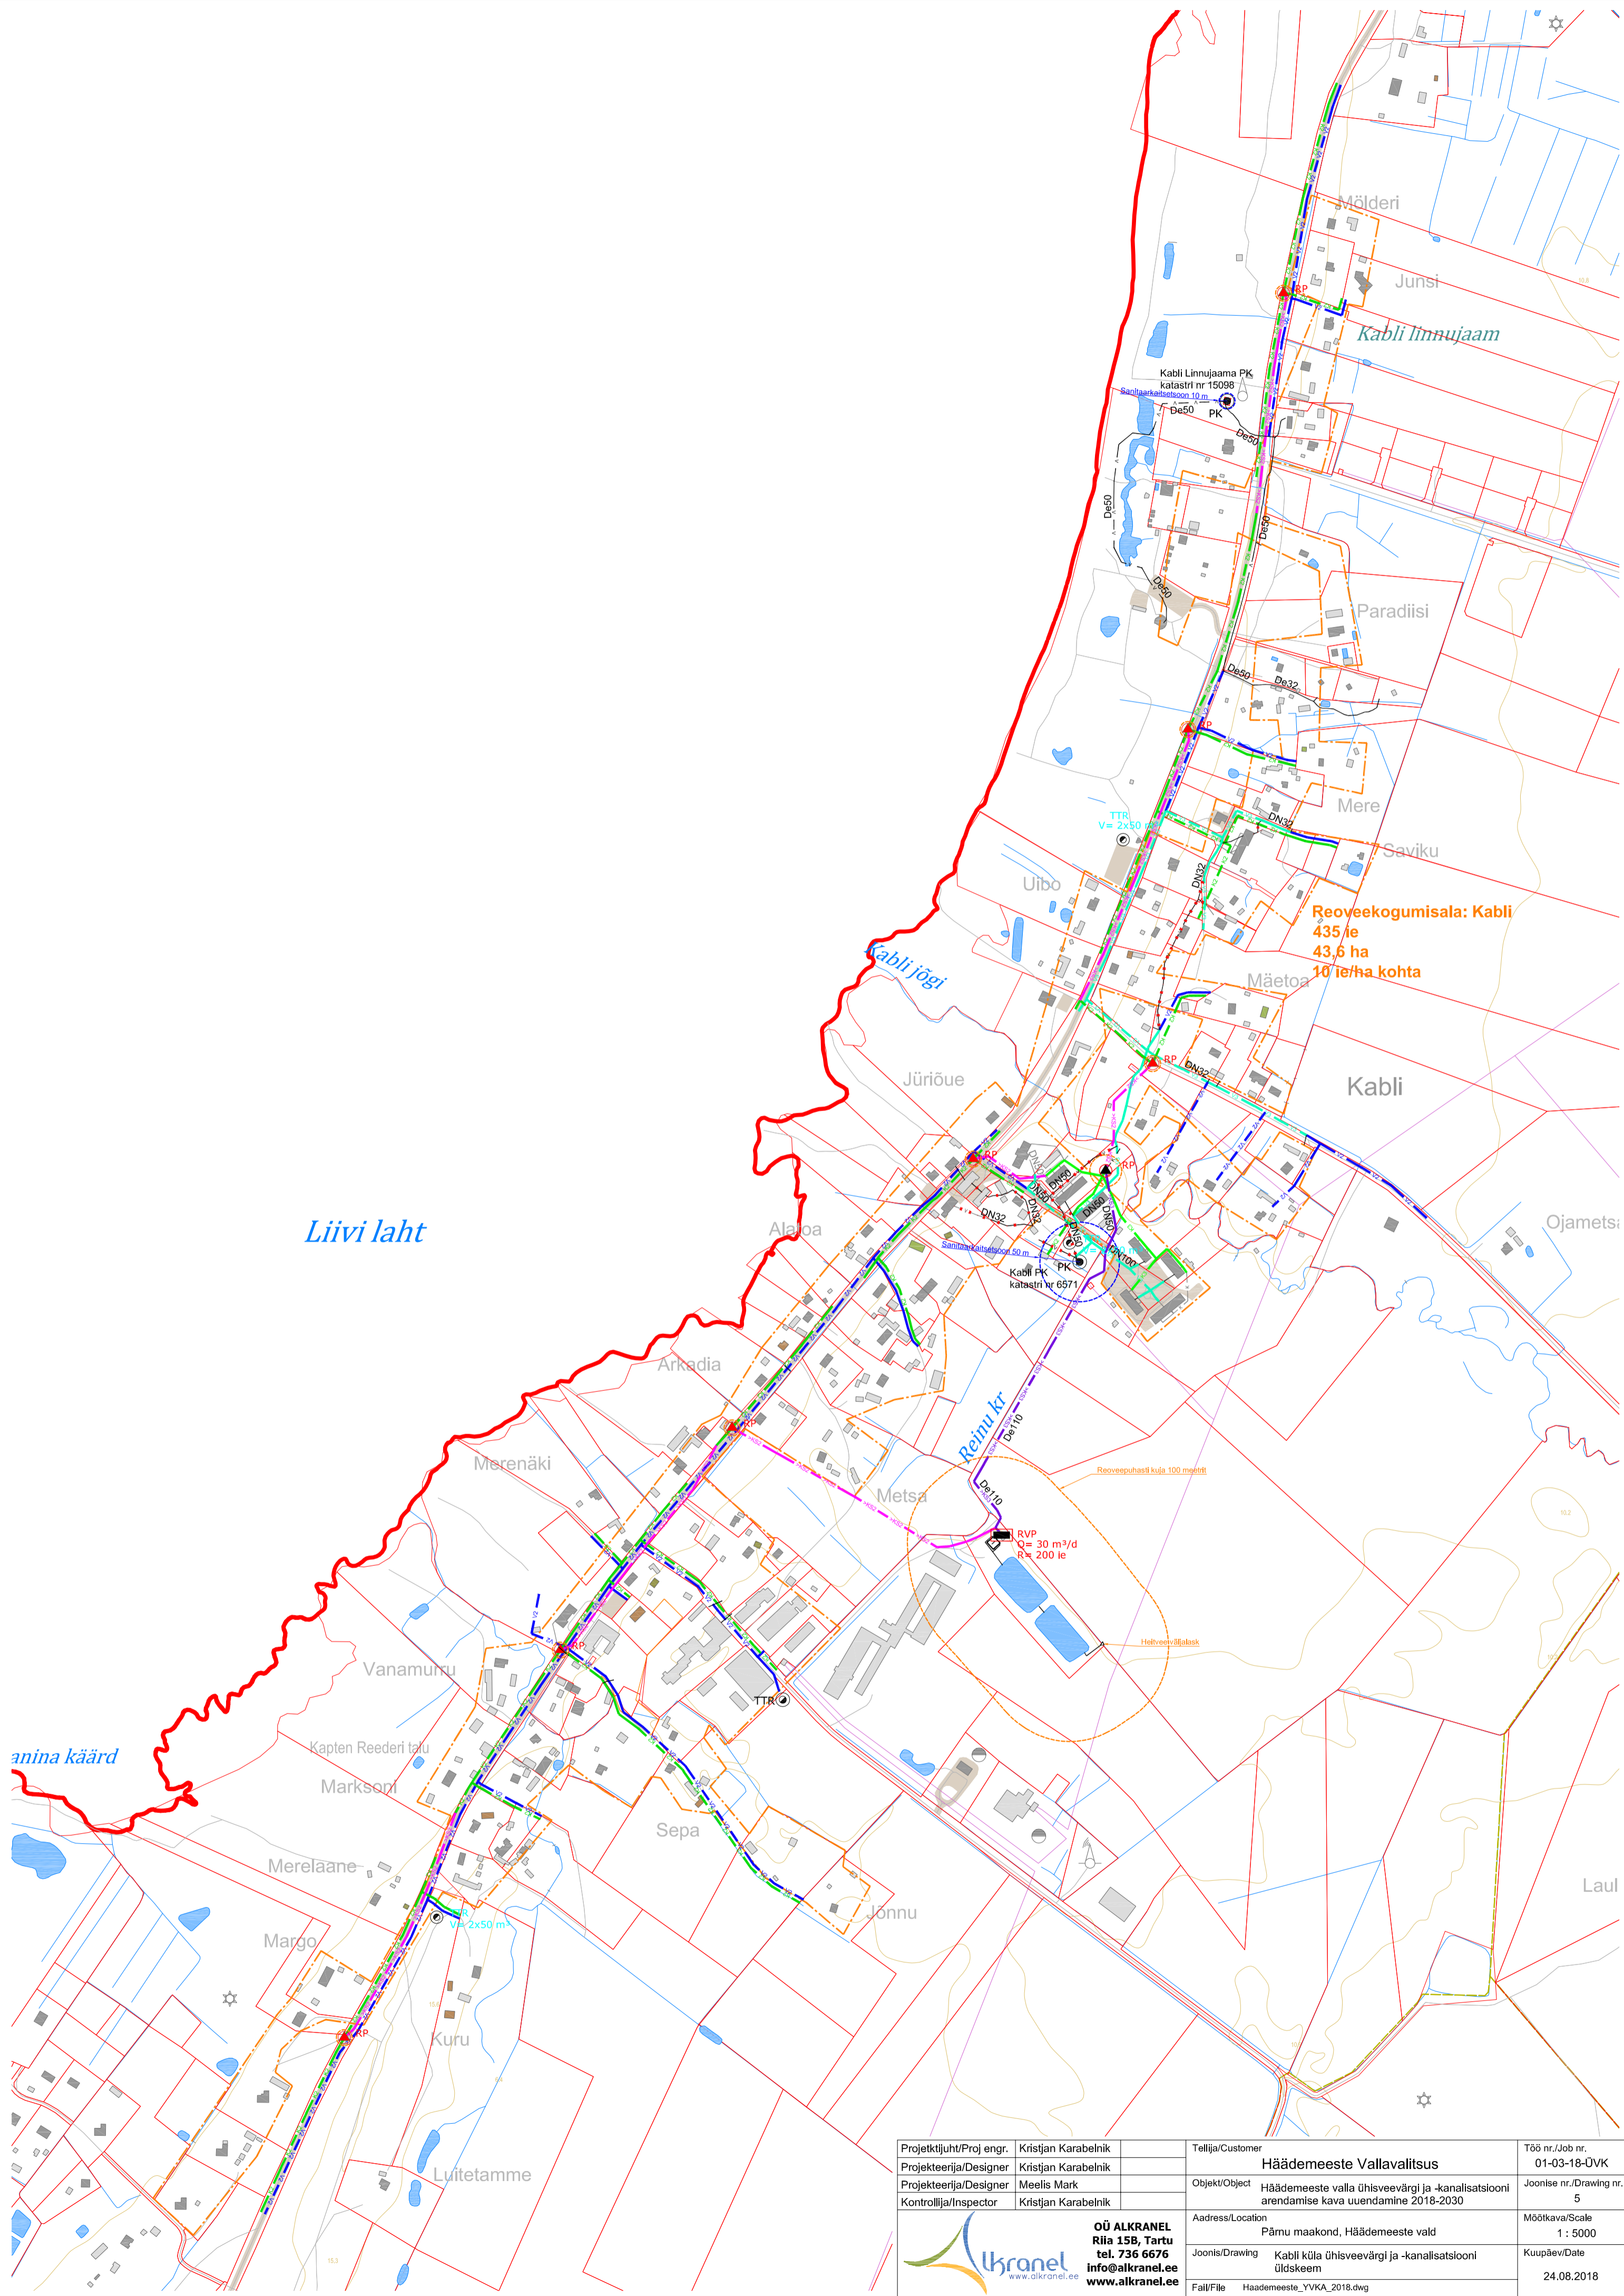 Mölderi
Junsi
RP
Kabli linnujaam
Kabli Linnujaama PK
katastri nr 15098
Sanitaarkaitsetsoon 10 m
De50
PK
De50
De50
De50
De50
Paradiisi
De50
De32
RP
Mere
TTR
V= 2x50 m³
DN32
Saviku
Uibo
DN32
Reoveekogumisala: Kabli
435 ie
43,6 ha
10 ie/ha kohta
Kabli jõgi
Mäetoa
RP
DN32
Jüriõue
Kabli
RP
DN50
DN50
DN50
RP
DN32
DN32
DN50
DN50
DN50
DN100
Liivi laht
Alatoa
Ojametsa
Sanitaarkaitsetsoon 50 m
PK
Kabli PK
katastri nr 6571
Arkadia
Reinu kr
De110
RP
Merenäki
Metsa
De110
Reoveepuhasti kuja 100 meetrit
RVP
Q= 30 m³/d
R= 200 ie
Heitveeväljalask
RP
Vanamurru
TTR
anina käärd
Kapten Reederi talu
Marksoni
Sepa
Merelaane
Jõnnu
Laul
TTR
V= 2x50 m³
Margo
RP
Kuru
Luitetamme
Projektijuht/Proj engr. Kristjan Karabelnik
Projekteerija/Designer Kristjan Karabelnik
Projekteerija/Designer Meelis Mark
Kontrollija/Inspector Kristjan Karabelnik
Alkranel
www.alkranel.ee
OÜ ALKRANEL
Riia 15B, Tartu
tel. 736 6676
info@alkranel.ee
www.alkranel.ee
Tellija/Customer
Häädemeeste Vallavalitsus
Objekt/Object Häädemeeste valla ühisveevärgi ja -kanalisatsiooni
arendamise kava uuendamine 2018-2030
Aadress/Location
Pärnu maakond, Häädemeeste vald
Joonis/Drawing Kabli küla ühisveevärgi ja -kanalisatsiooni
üldskeem
Fail/File Haademeeste_YVKA_2018.dwg
Töö nr./Job nr.
01-03-18-ÜVK
Joonise nr./Drawing nr.
5
Mõõtkava/Scale
1 : 5000
Kuupäev/Date
24.08.2018